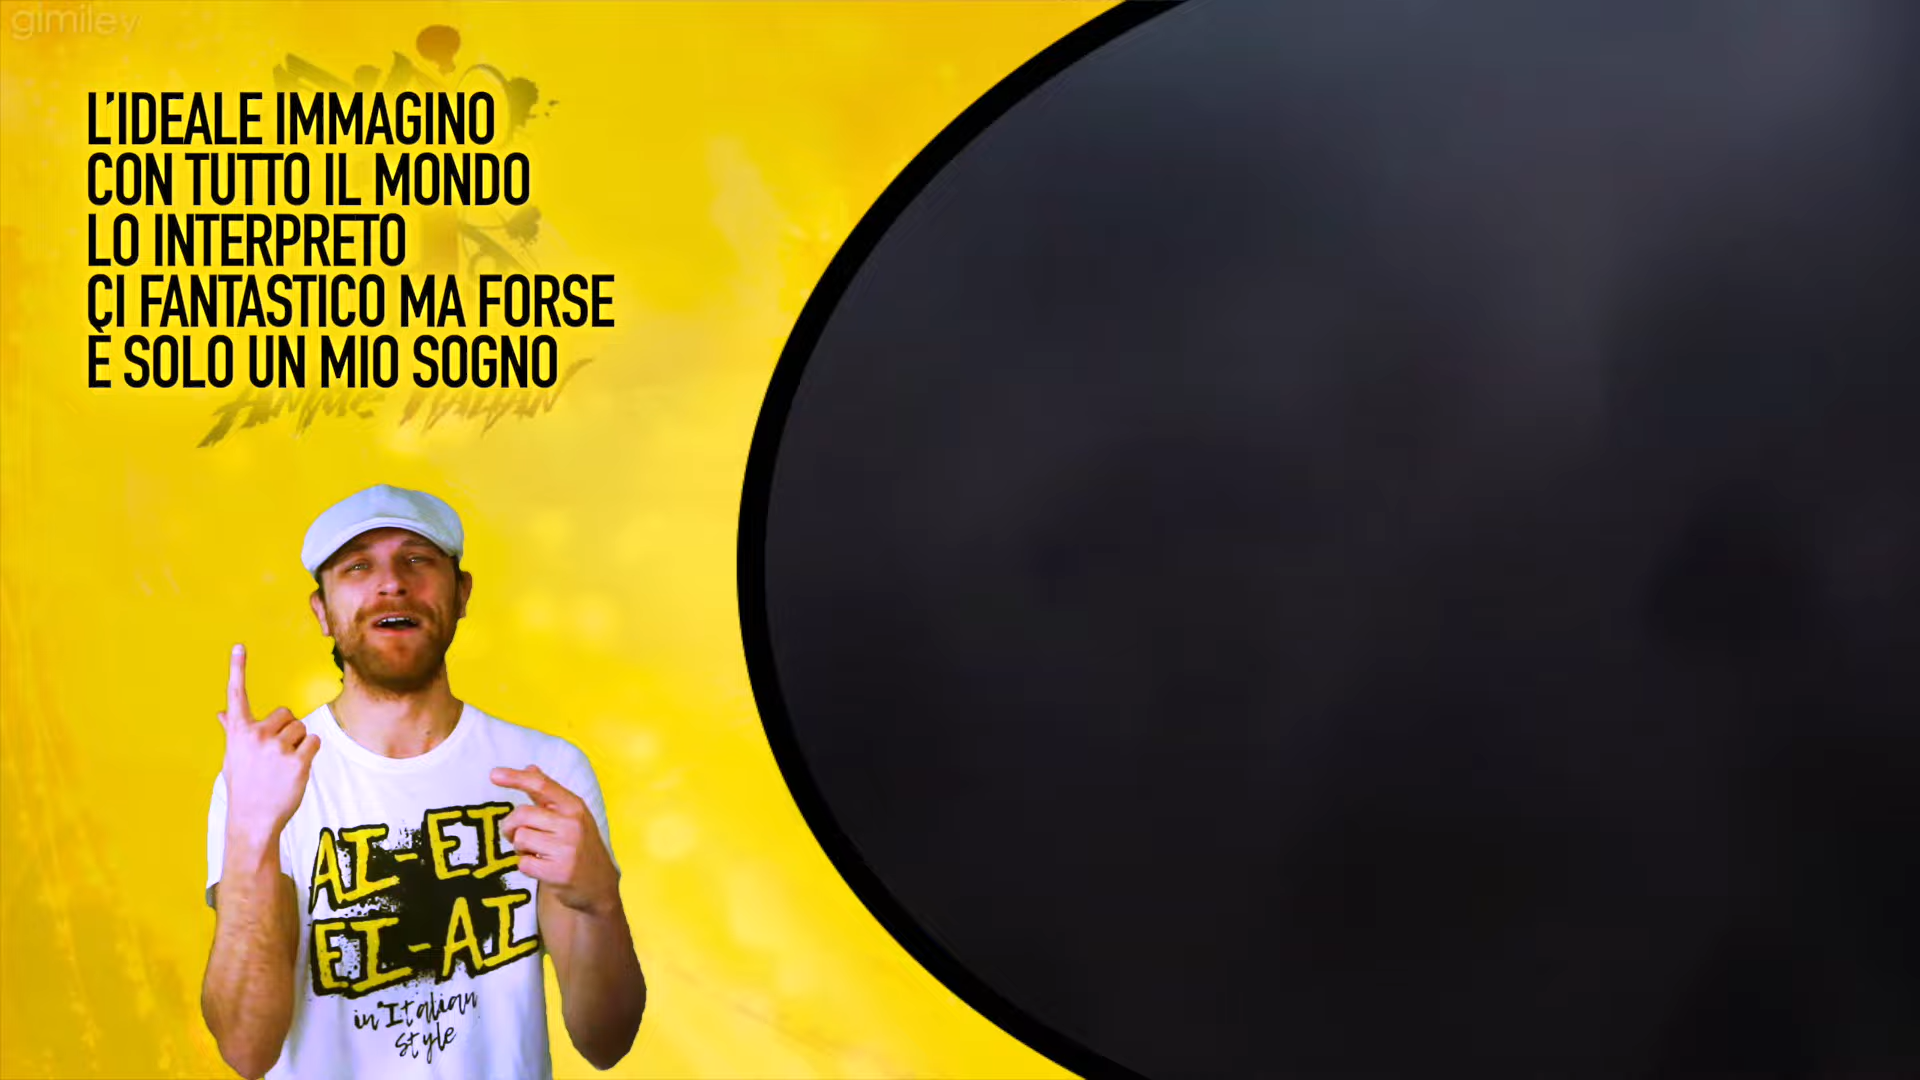 gimiley
L'IDEALE IMMAGINO
CON TUTTO IL MONDO
LO INTERPRETO
ÇI FANTASTICO MA FORSE
È SOLO UN MIO SOGNO
ANIME ITALIAN
AI-EI
EI-AI
in Italian
style